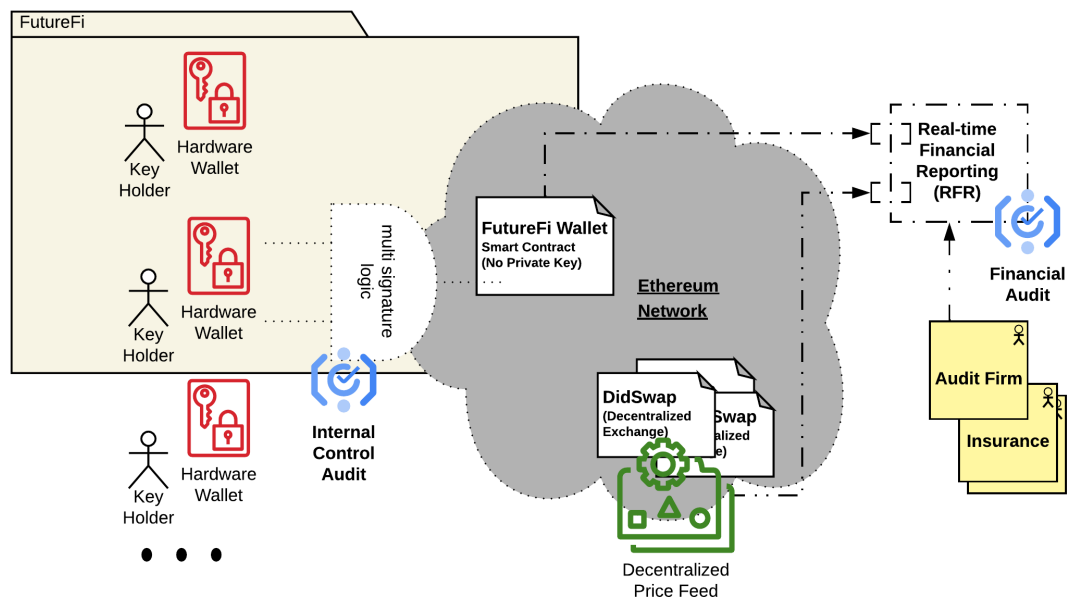 FutureFi
Hardware
Wallet
Key
Holder
Hardware
Wallet
Key
Holder
Hardware
Wallet
Key
Holder
multi signature
logic
Internal
Control
Audit
FutureFi Wallet
Smart Contract
(No Private Key)
Ethereum
Network
DidSwap
(Decentralized
Exchange)
Swap
alized
e)
Decentralized
Price Feed
Real-time
Financial
Reporting
(RFR)
Financial
Audit
Audit Firm
Insurance